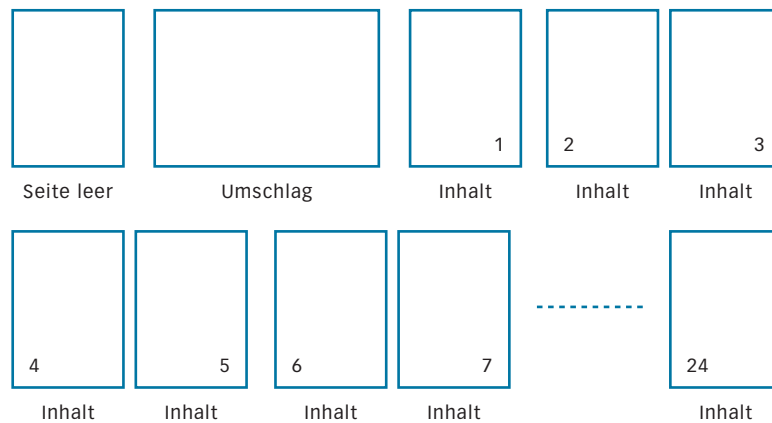 1 2 3
Seite leer Umschlag Inhalt Inhalt Inhalt
4 5 6 7 24
Inhalt Inhalt Inhalt Inhalt Inhalt